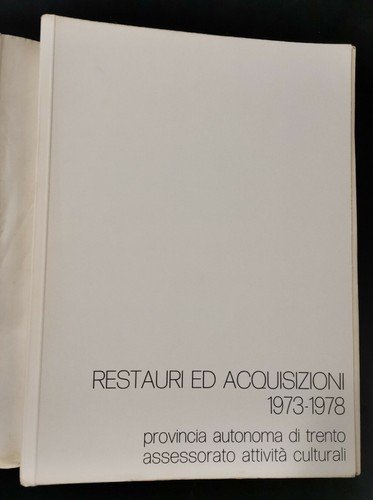 RESTAURI ED ACQUISIZIONI
1973-1978
provincia autonoma di trento
assessorato attività culturali